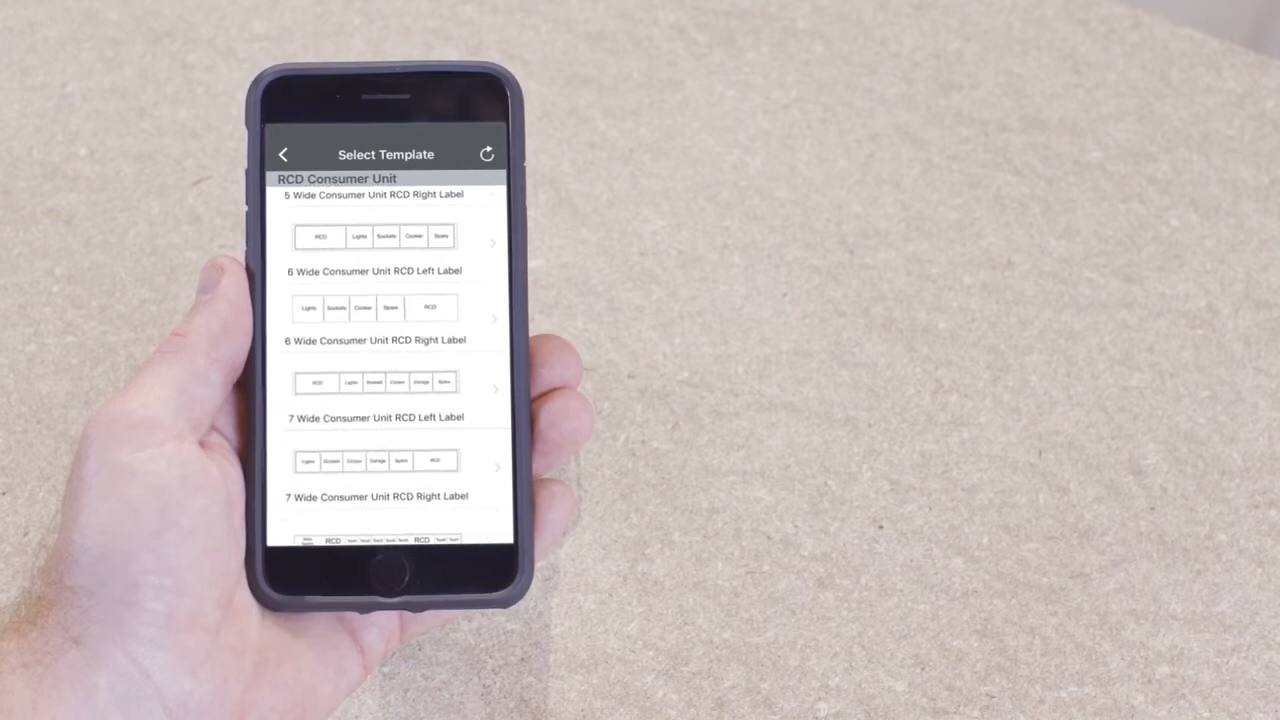 Select Template
RCD Consumer Unit
5 Wide Consumer Unit RCD Right Label
RCD Lights Sockets Cooker Spare
6 Wide Consumer Unit RCD Left Label
Lights Sockets Cooker Spare RCD
6 Wide Consumer Unit RCD Right Label
RCD Lights Sockets Cooker Garage Spare
7 Wide Consumer Unit RCD Left Label
Lights Sockets Cooker Garage Spare RCD
7 Wide Consumer Unit RCD Right Label
RCD RCD